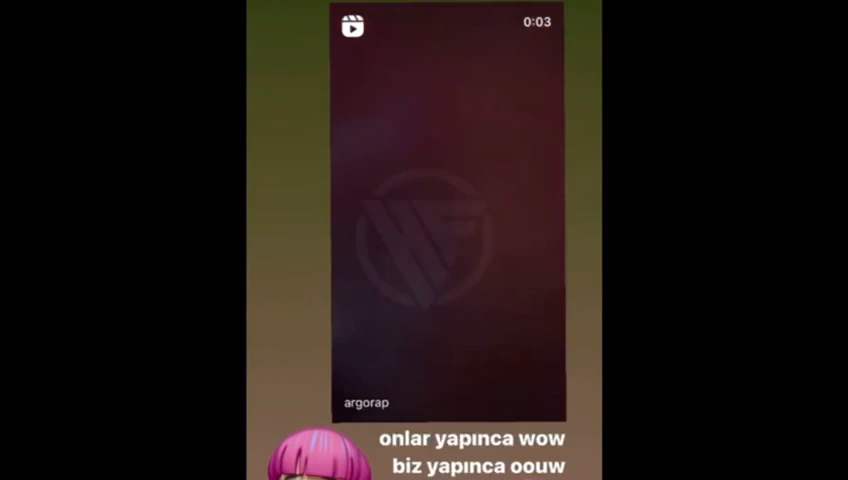 0:03
argorap
onlar yapınca wow
biz yapınca oouw